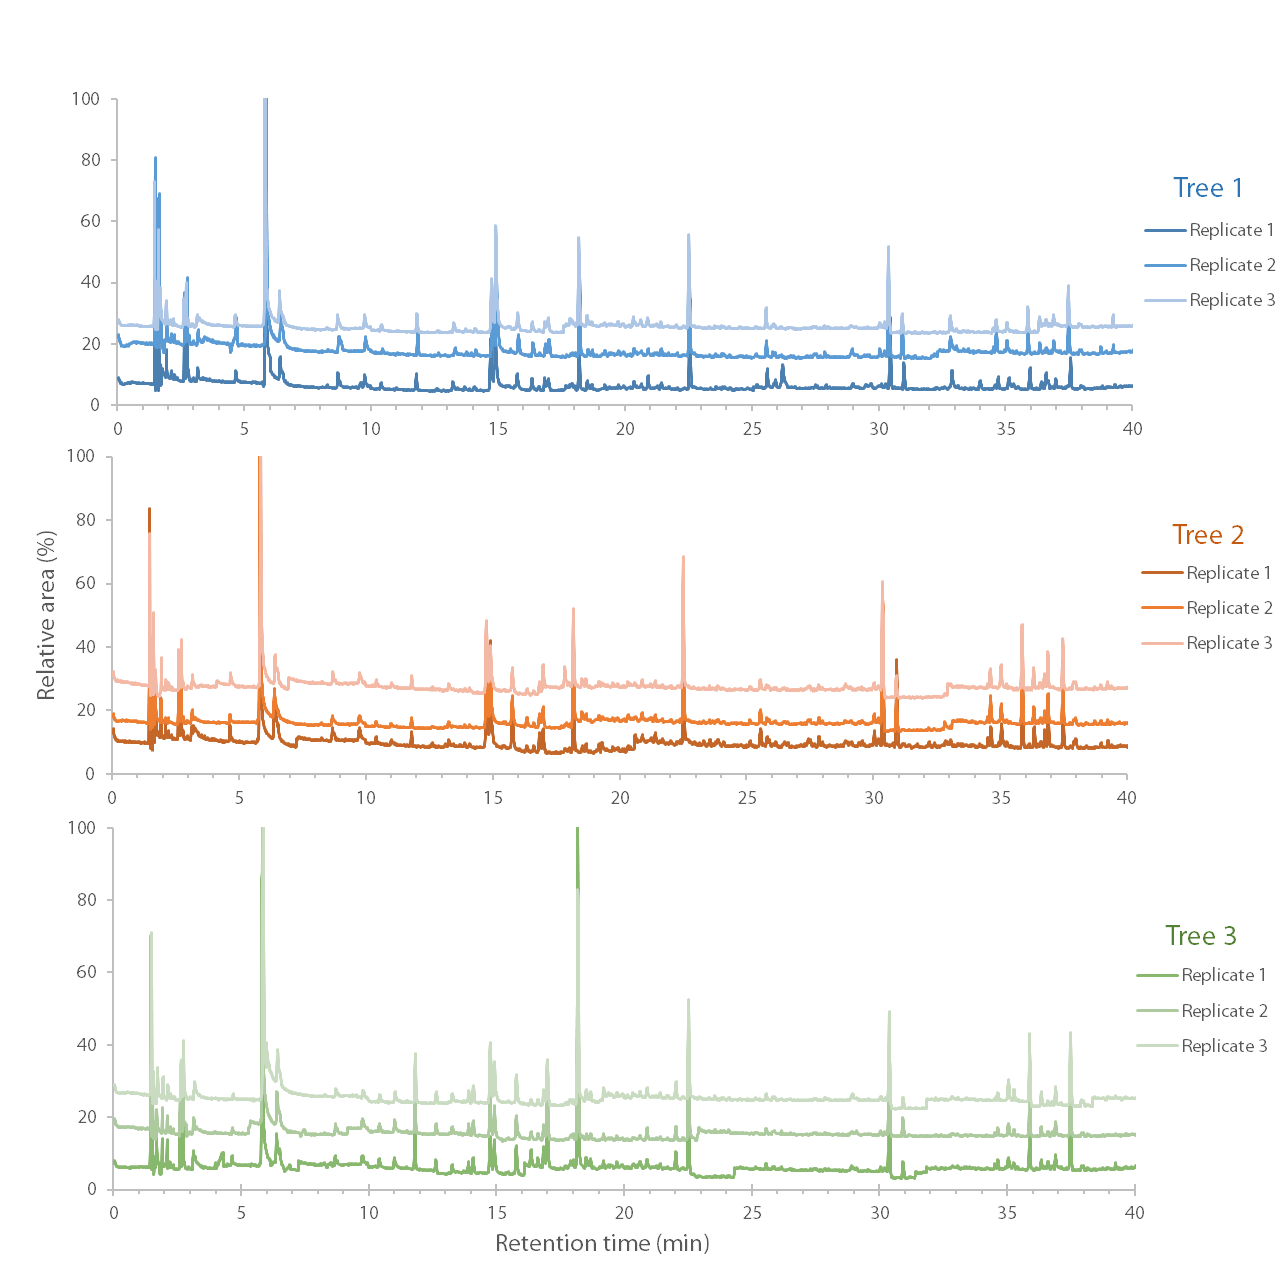 100
80
60
40
20
0
0 5 10 15 20 25 30 35 40
Tree 1
Replicate 1
Replicate 2
Replicate 3
Relative area (%)
100
80
60
40
20
0
0 5 10 15 20 25 30 35 40
Tree 2
Replicate 1
Replicate 2
Replicate 3
100
80
60
40
20
0
0 5 10 15 20 25 30 35 40
Tree 3
Replicate 1
Replicate 2
Replicate 3
Retention time (min)